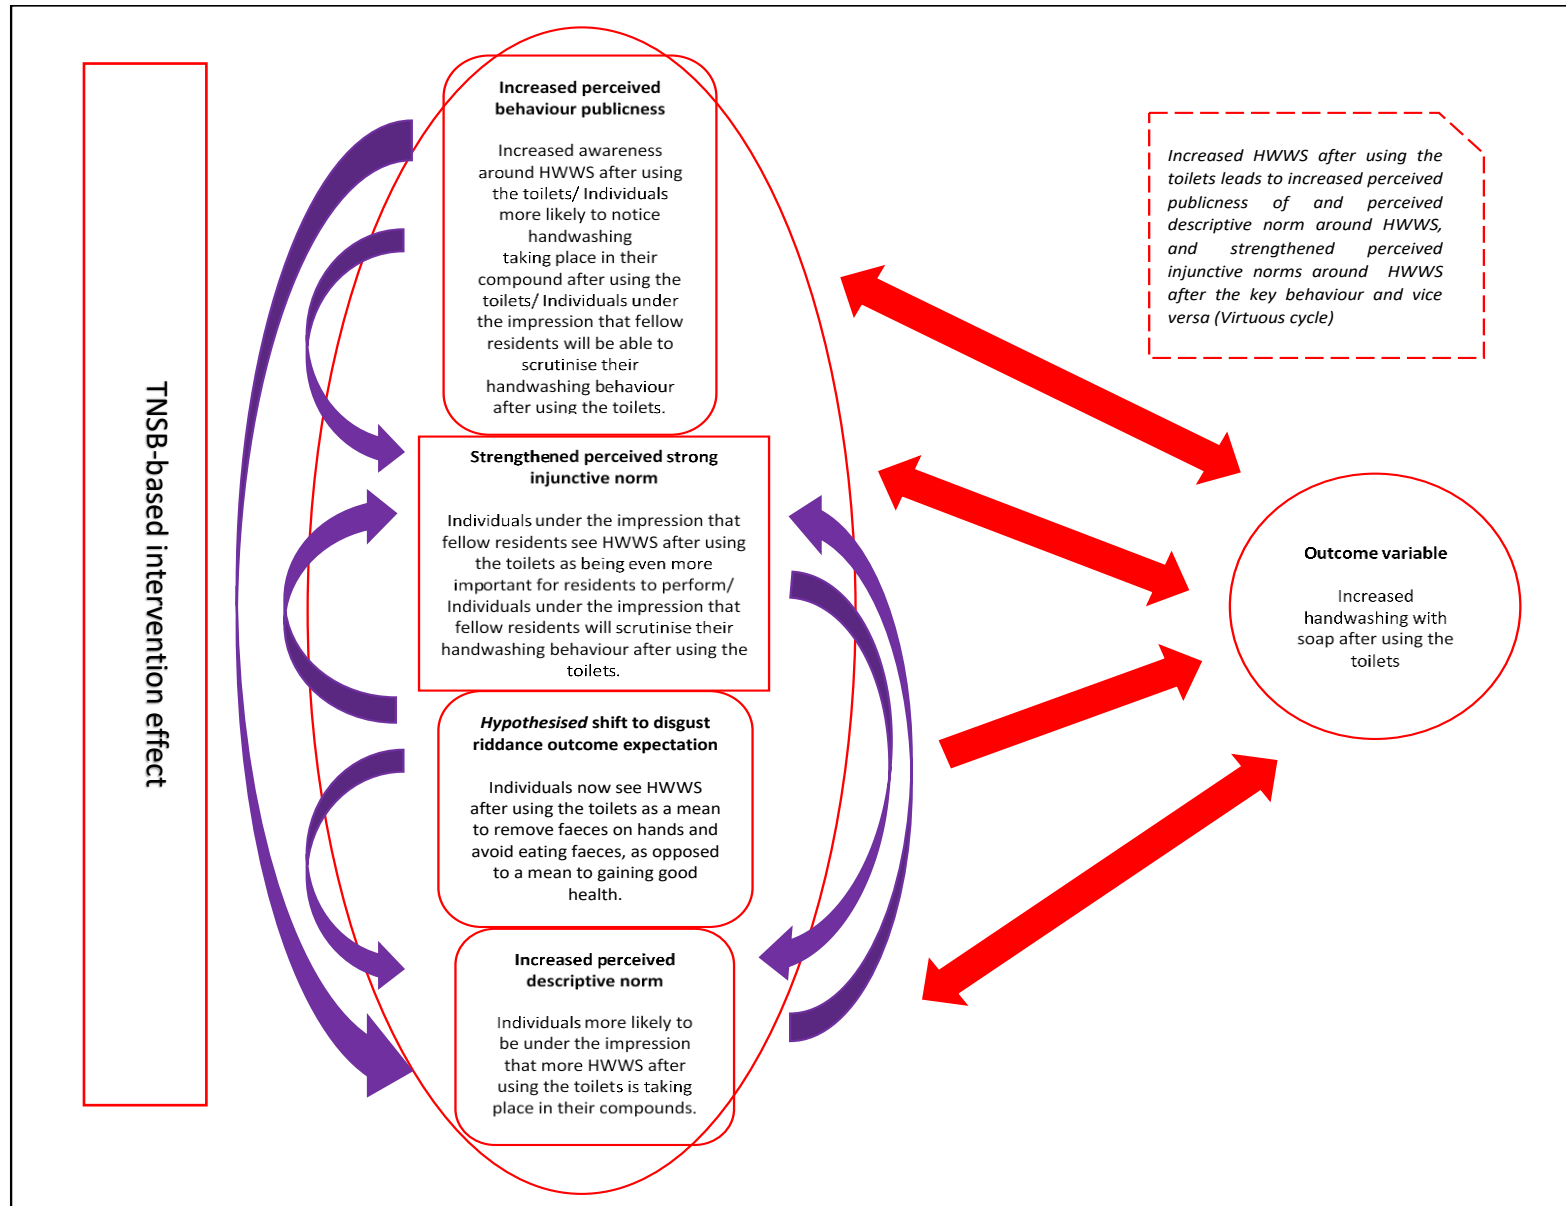 TNSB-based intervention effect
Increased perceived
behaviour publicness
Increased awareness
around HWWS after using
the toilets/ Individuals
more likely to notice
handwashing
taking place in their
compound after using the
toilets/ Individuals under
the impression that fellow
residents will be able to
scrutinise their
handwashing behaviour
after using the toilets.
Strengthened perceived strong
injunctive norm
Individuals under the impression that
fellow residents see HWWS after using
the toilets as being even more
important for residents to perform/
Individuals under the impression that
fellow residents will scrutinise their
handwashing behaviour after using the
toilets.
Hypothesised shift to disgust
riddance outcome expectation
Individuals now see HWWS
after using the toilets as a mean
to remove faeces on hands and
avoid eating faeces, as opposed
to a mean to gaining good
health.
Increased perceived
descriptive norm
Individuals more likely to
be under the impression
that more HWWS after
using the toilets is taking
place in their compounds.
Increased HWWS after using the
toilets leads to increased perceived
publicness of and perceived
descriptive norm around HWWS,
and strengthened perceived
injunctive norms around HWWS
after the key behaviour and vice
versa (Virtuous cycle)
Outcome variable
Increased
handwashing with
soap after using the
toilets